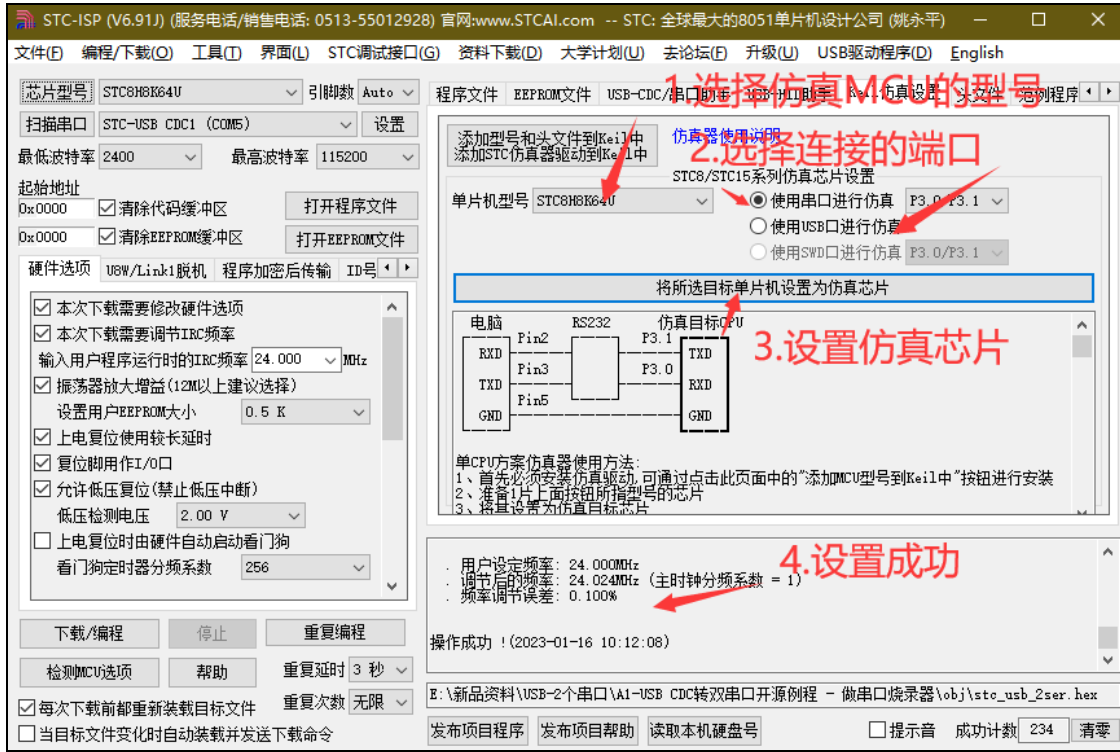 STC-ISP (V6.91J) (服务电话/销售电话: 0513-55012928) 官网:www.STCAI.com -- STC: 全球最大的8051单片机设计公司 (姚永平)
文件(F) 编程/下载(O) 工具(T) 界面(L) STC调试接口(G) 资料下载(D) 大学计划(U) 去论坛(F) 升级(U) USB驱动程序(D) English
芯片型号 STC8H8K64U 引脚数 Auto
扫描串口 STC-USB CDC1 (COM5) 设置
最低波特率 2400 最高波特率 115200
起始地址
0x0000 清除代码缓冲区 打开程序文件
0x0000 清除EEPROM缓冲区 打开EEPROM文件
硬件选项 U8W/Link1脱机 程序加密后传输 ID号
本次下载需要修改硬件选项
本次下载需要调节IRC频率
输入用户程序运行时的IRC频率 24.000 MHz
振荡器放大增益(12M以上建议选择)
设置用户EEPROM大小 0.5 K
上电复位使用较长延时
复位脚用作I/O口
允许低压复位(禁止低压中断)
低压检测电压 2.00 V
上电复位时由硬件自动启动看门狗
看门狗定时器分频系数 256
下载/编程 停止 重复编程
检测MCU选项 帮助 重复延时 3 秒
重复次数 无限
每次下载前都重新装载目标文件
当目标文件变化时自动装载并发送下载命令
程序文件 EEPROM文件 USB-CDC/串口助手 USB-HID助手 Keil仿真设置 头文件 范例程序
1.选择仿真MCU的型号
添加型号和头文件到Keil中
添加STC仿真器驱动到Keil中
仿真器使用说明
2.选择连接的端口
STC8/STC15系列仿真芯片设置
单片机型号 STC8H8K64U 使用串口进行仿真 P3.0/P3.1
使用USB口进行仿真
使用SWD口进行仿真 P3.0/P3.1
将所选目标单片机设置为仿真芯片
电脑 RS232 仿真目标CPU
RXD Pin2 P3.1 TXD
TXD Pin3 P3.0 RXD
GND Pin5 GND
3.设置仿真芯片
单CPU方案仿真器使用方法:
1、首先必须安装仿真驱动,可通过点击此页面中的"添加MCU型号到Keil中"按钮进行安装
2、准备1片上面按钮所指型号的芯片
3、将其设置为仿真目标芯片
. 用户设定频率: 24.000MHz
. 调节后的频率: 24.024MHz (主时钟分频系数 = 1)
. 频率调节误差: 0.100%
4.设置成功
操作成功 !(2023-01-16 10:12:08)
E:\新品资料\USB-2个串口\A1-USB CDC转双串口开源例程 - 做串口烧录器\obj\stc_usb_2ser.hex
发布项目程序 发布项目帮助 读取本机硬盘号 提示音 成功计数 234 清零